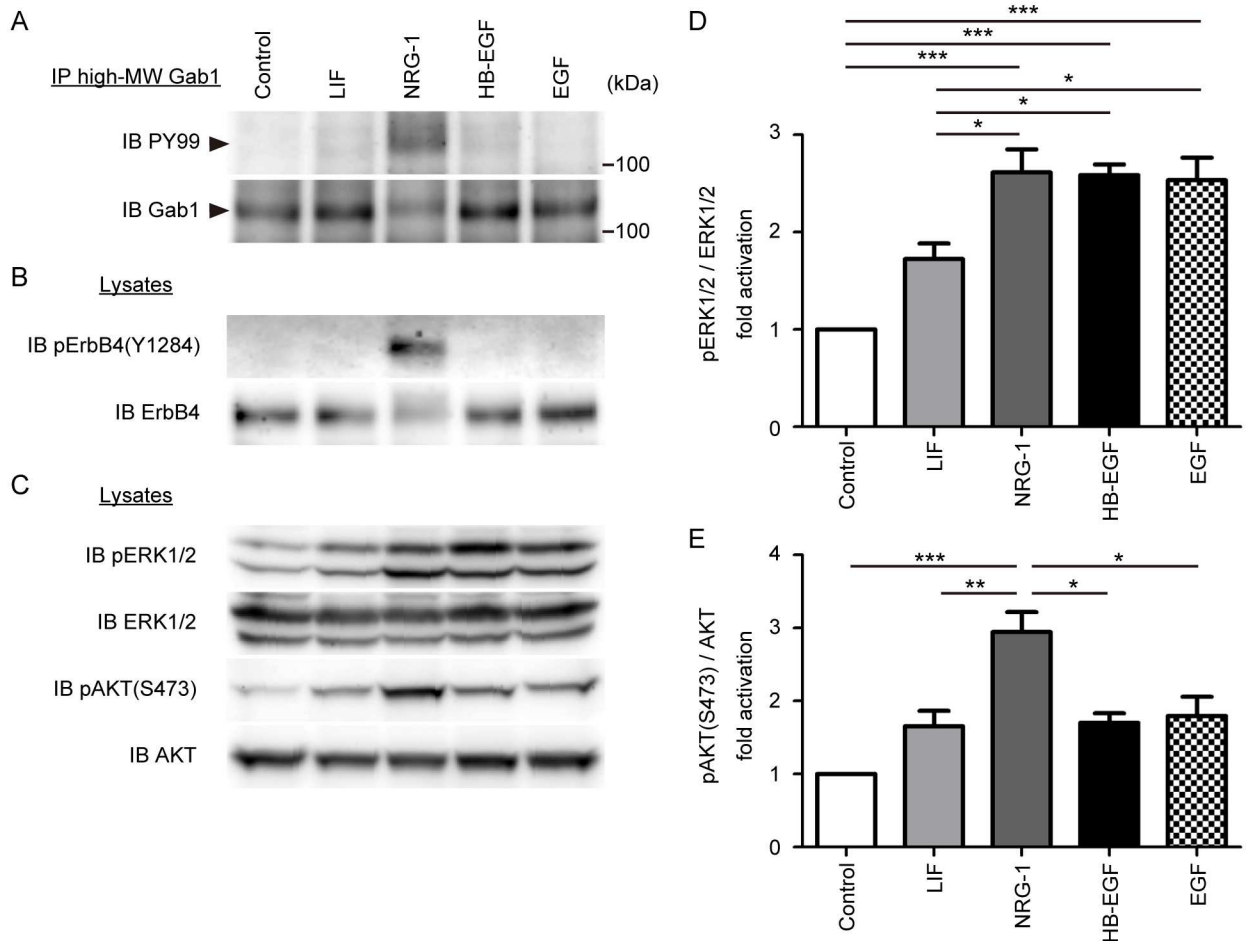 A
IP high-MW Gab1
Control
LIF
NRG-1
HB-EGF
EGF
(kDa)
IB PY99
-100
IB Gab1
-100
B
Lysates
IB pErbB4(Y1284)
IB ErbB4
C
Lysates
IB pERK1/2
IB ERK1/2
IB pAKT(S473)
IB AKT
D
***
***
***
*
*
*
pERK1/2 / ERK1/2
fold activation
3
2
1
0
Control
LIF
NRG-1
HB-EGF
EGF
E
***
*
**
*
pAKT(S473) / AKT
fold activation
4
3
2
1
0
Control
LIF
NRG-1
HB-EGF
EGF